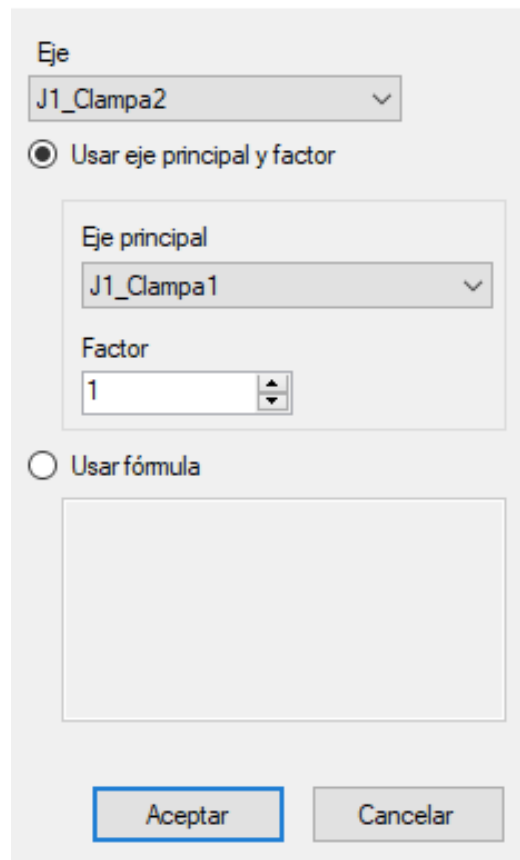 Eje
J1_Clampa2
Usar eje principal y factor
Eje principal
J1_Clampa1
Factor
1
Usar fórmula
Aceptar Cancelar